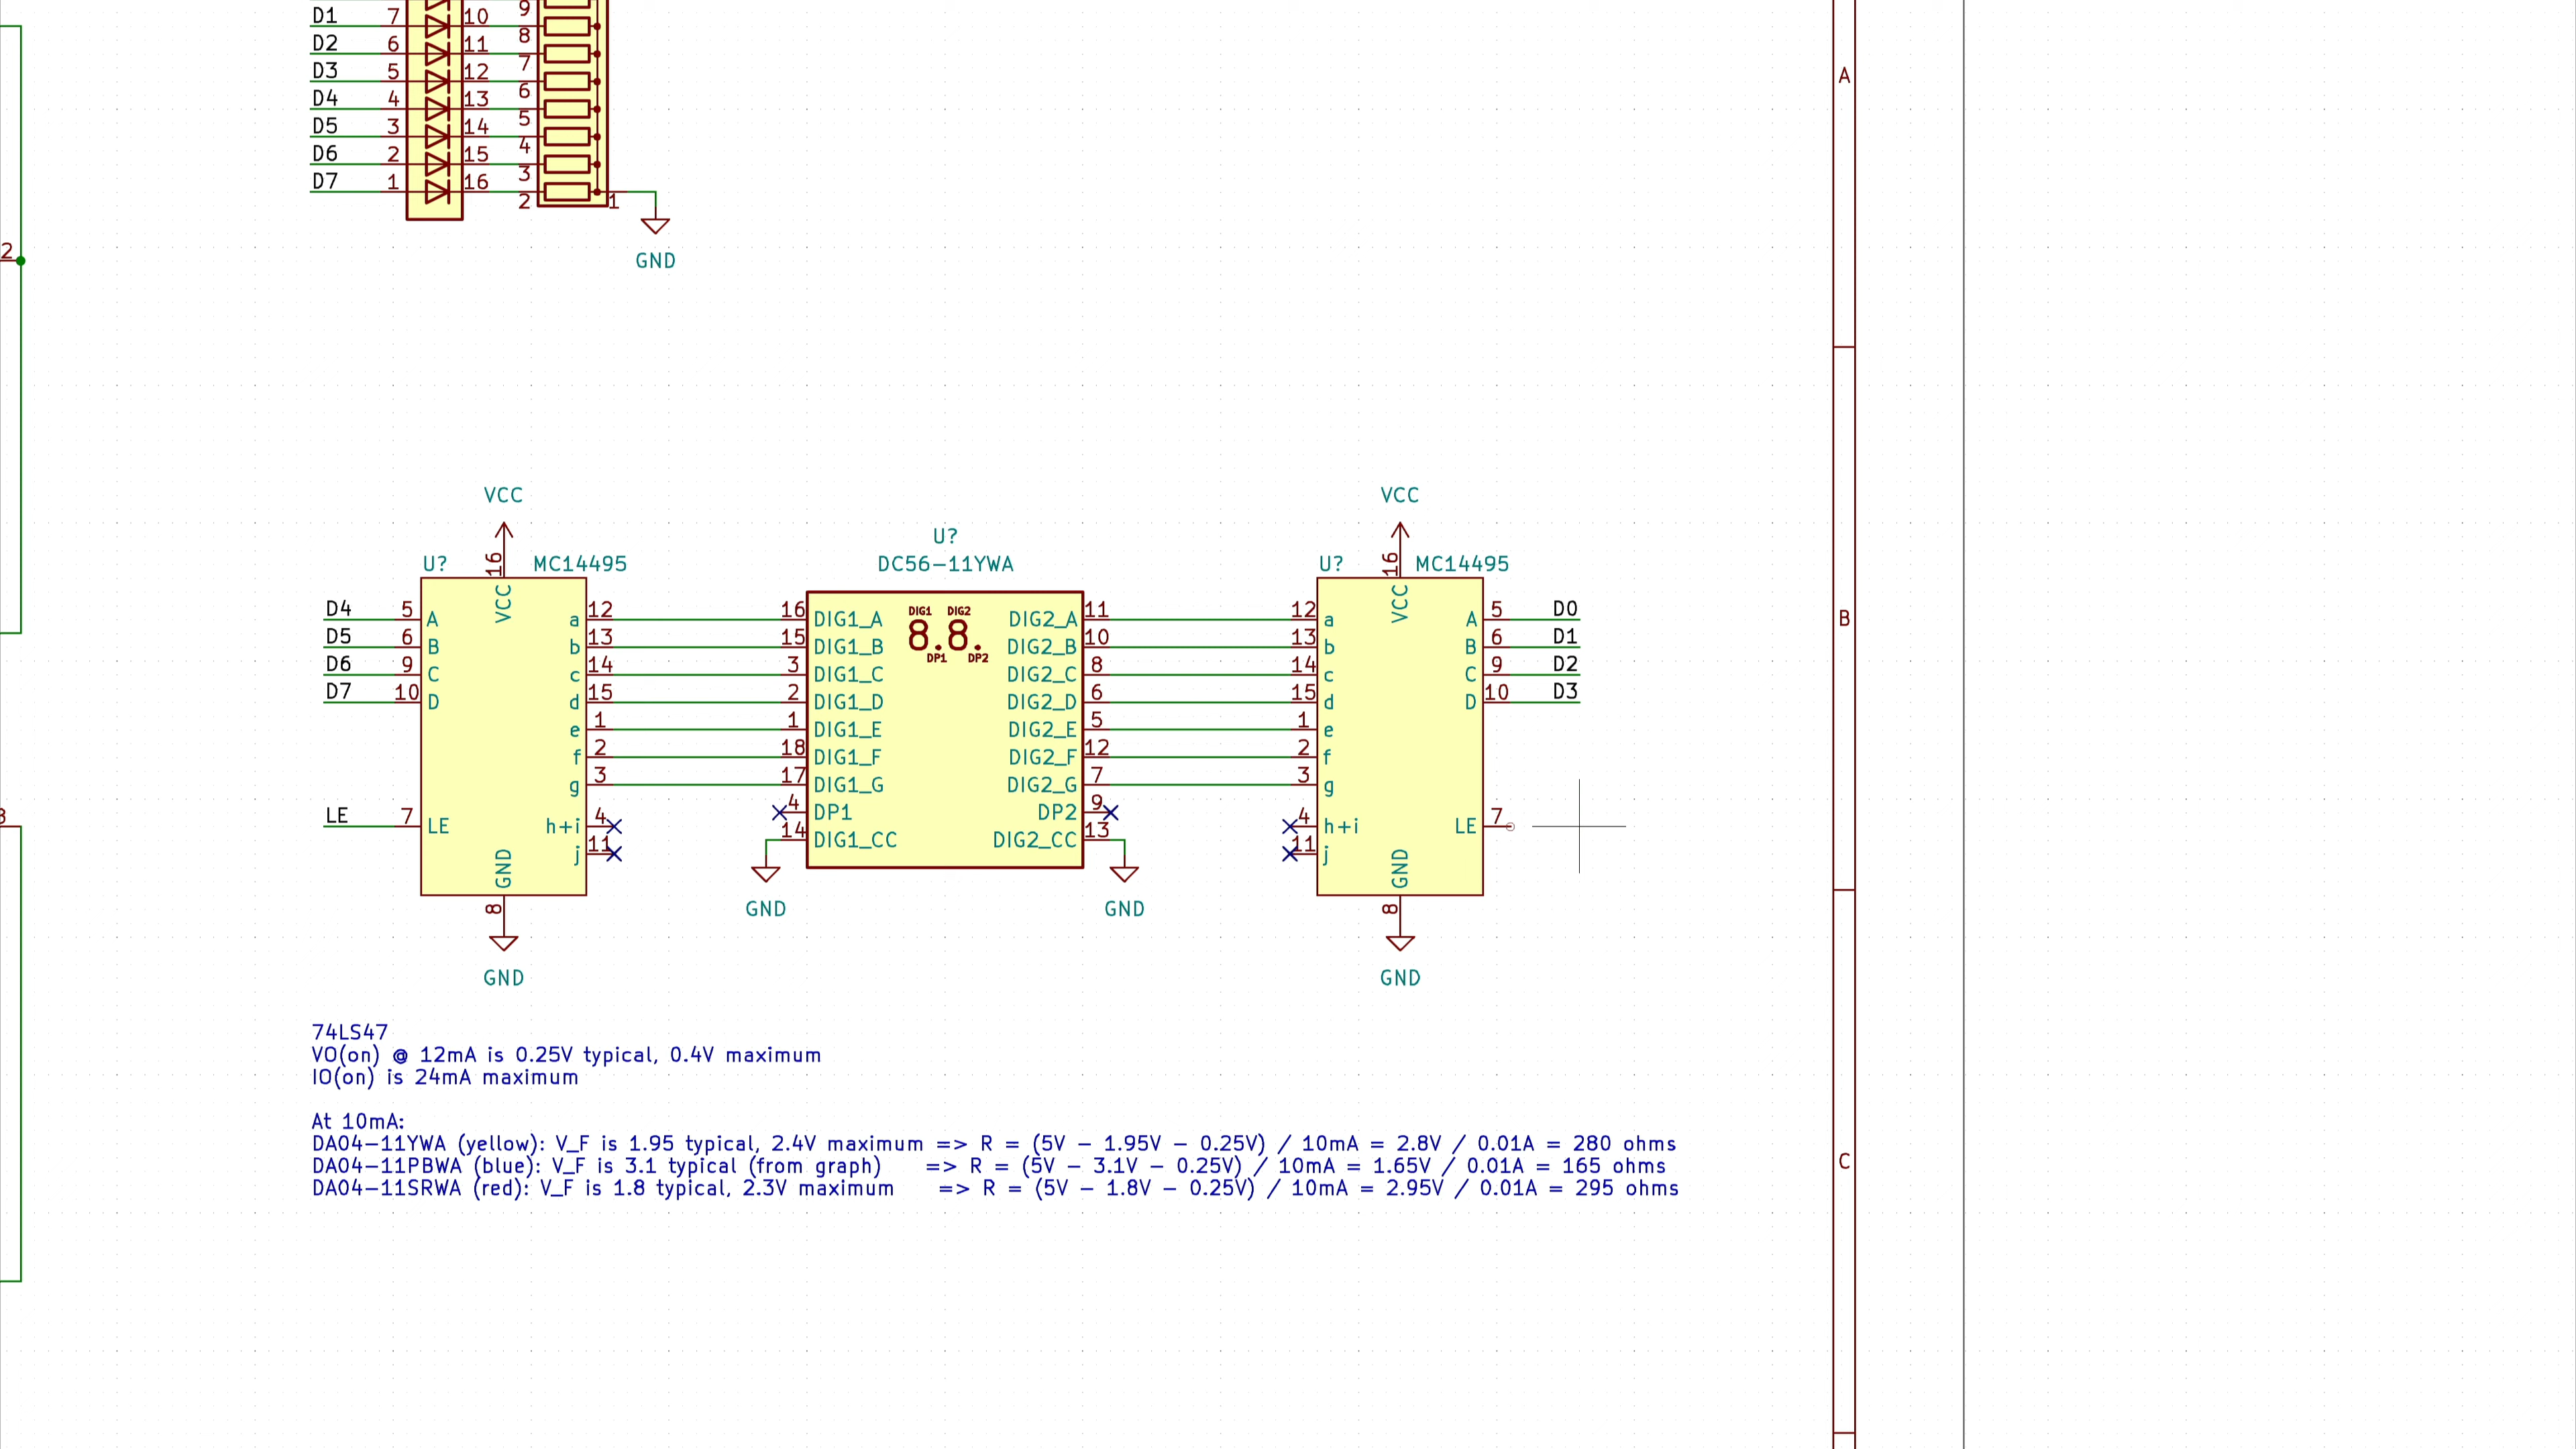 D1 7 10 9
D2 6 11 8
D3 5 12 7
D4 4 13 6
D5 3 14 5
D6 2 15 4
D7 1 16 3
2 1
GND
2
A
VCC
U? MC14495
16
VCC
D4 5 A a 12
D5 6 B b 13
D6 9 C c 14
D7 10 D d 15
e 1
f 2
g 3
LE 7 LE h+i 4
j 11
GND
8
GND
U?
DC56-11YWA
DIG1 DIG2
8.8.
DP1 DP2
16 DIG1_A DIG2_A 11
15 DIG1_B DIG2_B 10
3 DIG1_C DIG2_C 8
2 DIG1_D DIG2_D 6
1 DIG1_E DIG2_E 5
18 DIG1_F DIG2_F 12
17 DIG1_G DIG2_G 7
4 DP1 DP2 9
14 DIG1_CC DIG2_CC 13
GND GND
VCC
U? MC14495
16
VCC
12 a A 5 D0
13 b B 6 D1
14 c C 9 D2
15 d D 10 D3
1 e
2 f
3 g
4 h+i LE 7
11 j
GND
8
GND
B
74LS47
VO(on) @ 12mA is 0.25V typical, 0.4V maximum
IO(on) is 24mA maximum
At 10mA:
DA04-11YWA (yellow): V_F is 1.95 typical, 2.4V maximum => R = (5V - 1.95V - 0.25V) / 10mA = 2.8V / 0.01A = 280 ohms
DA04-11PBWA (blue): V_F is 3.1 typical (from graph) => R = (5V - 3.1V - 0.25V) / 10mA = 1.65V / 0.01A = 165 ohms
DA04-11SRWA (red): V_F is 1.8 typical, 2.3V maximum => R = (5V - 1.8V - 0.25V) / 10mA = 2.95V / 0.01A = 295 ohms
C